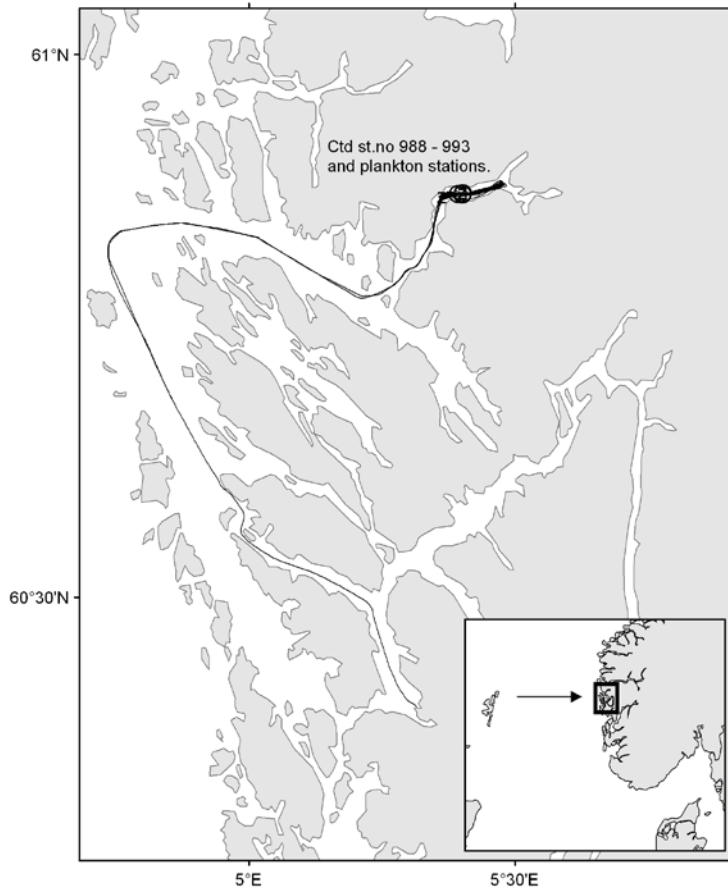 61°N
Ctd st.no 988 - 993
and plankton stations.
60°30'N
5°E
5°30'E